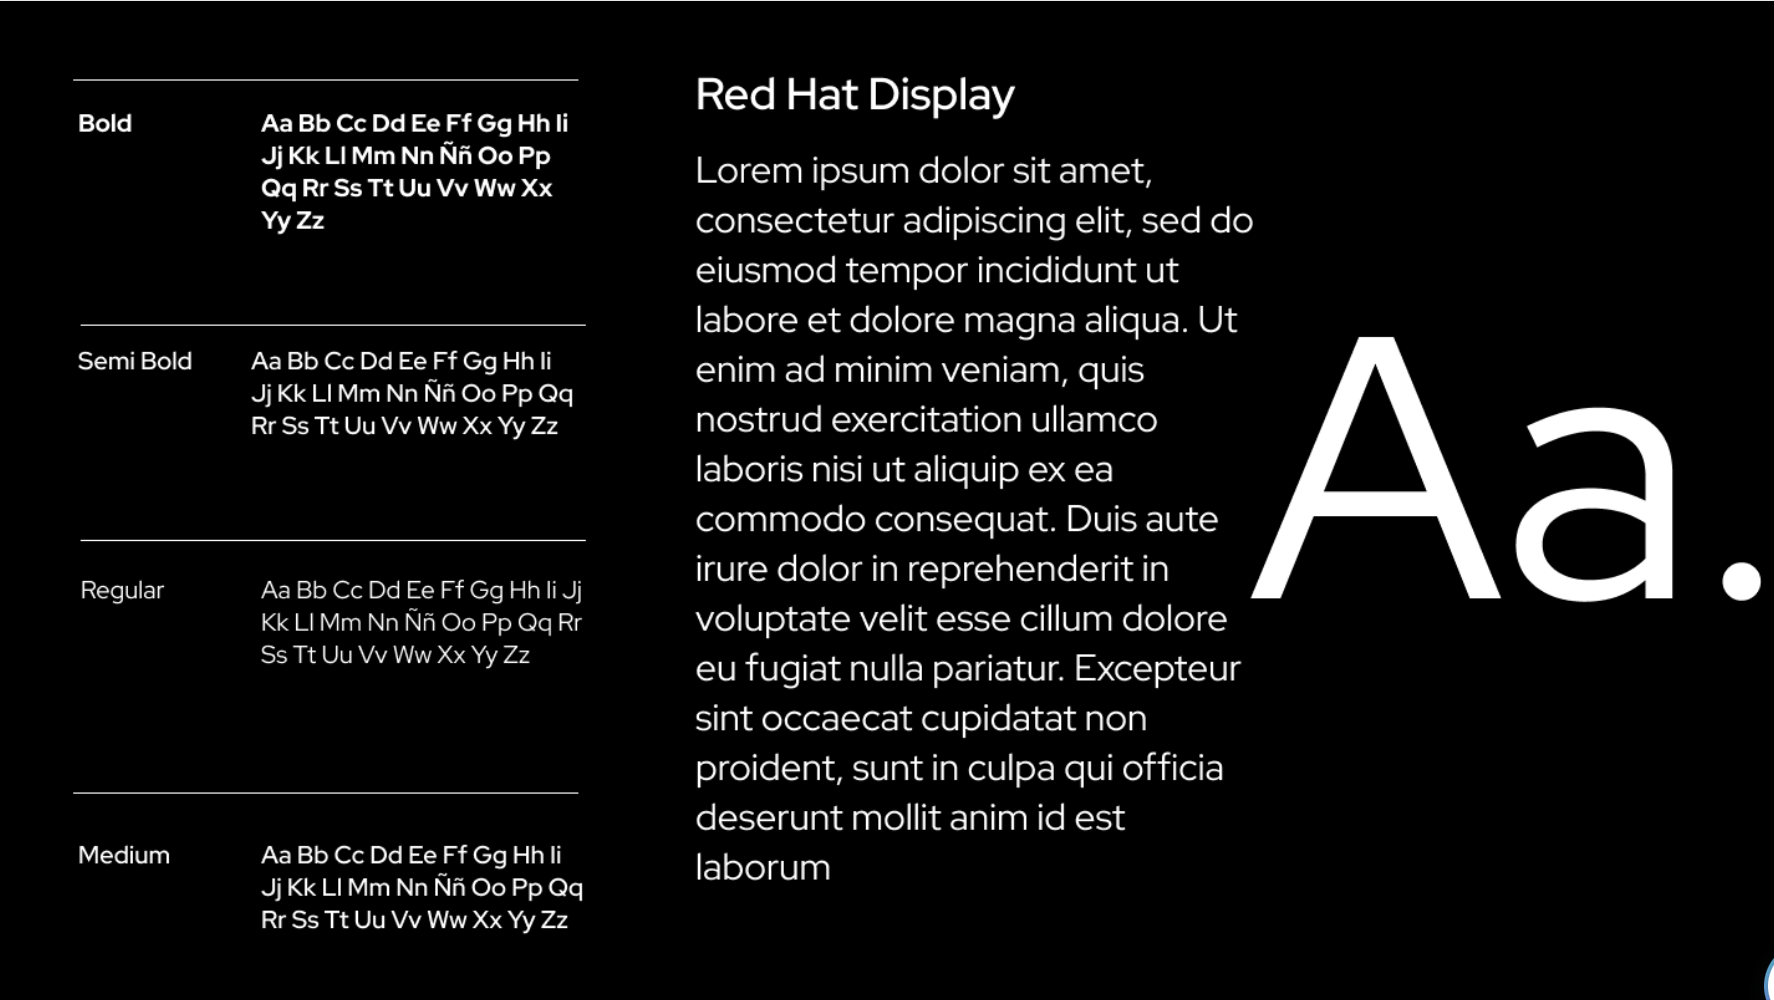 Bold
Aa Bb Cc Dd Ee Ff Gg Hh Ii
Jj Kk Ll Mm Nn Ññ Oo Pp
Qq Rr Ss Tt Uu Vv Ww Xx
Yy Zz
Semi Bold
Aa Bb Cc Dd Ee Ff Gg Hh Ii
Jj Kk Ll Mm Nn Ññ Oo Pp Qq
Rr Ss Tt Uu Vv Ww Xx Yy Zz
Regular
Aa Bb Cc Dd Ee Ff Gg Hh Ii Jj
Kk Ll Mm Nn Ññ Oo Pp Qq Rr
Ss Tt Uu Vv Ww Xx Yy Zz
Medium
Aa Bb Cc Dd Ee Ff Gg Hh Ii
Jj Kk Ll Mm Nn Ññ Oo Pp Qq
Rr Ss Tt Uu Vv Ww Xx Yy Zz
Red Hat Display
Lorem ipsum dolor sit amet,
consectetur adipiscing elit, sed do
eiusmod tempor incididunt ut
labore et dolore magna aliqua. Ut
enim ad minim veniam, quis
nostrud exercitation ullamco
laboris nisi ut aliquip ex ea
commodo consequat. Duis aute
irure dolor in reprehenderit in
voluptate velit esse cillum dolore
eu fugiat nulla pariatur. Excepteur
sint occaecat cupidatat non
proident, sunt in culpa qui officia
deserunt mollit anim id est
laborum
Aa.